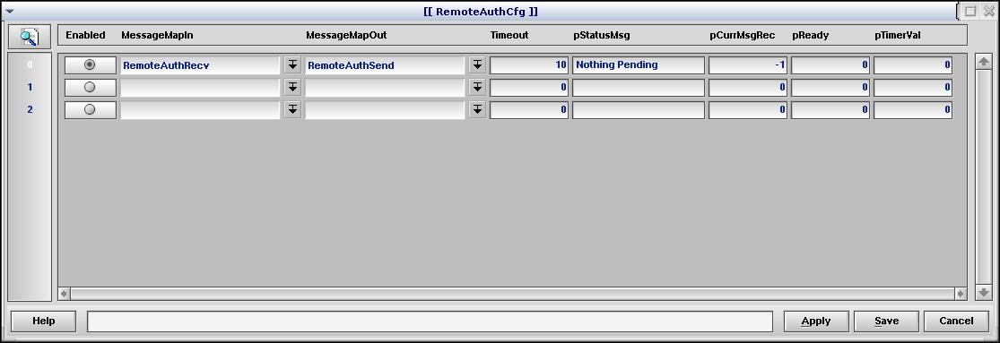 [[ RemoteAuthCfg ]]
Enabled MessageMapIn MessageMapOut Timeout pStatusMsg pCurrMsgRec pReady pTimerVal
0 RemoteAuthRecv RemoteAuthSend 10 Nothing Pending -1 0 0
1 0 0 0 0
2 0 0 0 0
Help Apply Save Cancel